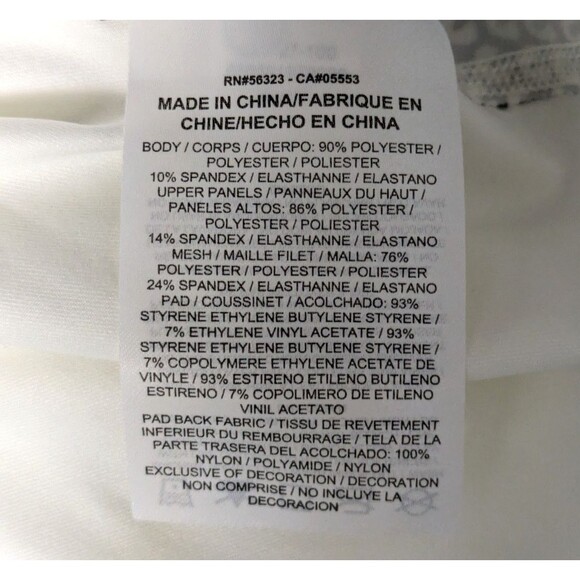 RN#56323 - CA#05553
MADE IN CHINA/FABRIQUE EN
CHINE/HECHO EN CHINA
BODY / CORPS / CUERPO: 90% POLYESTER /
POLYESTER / POLIESTER
10% SPANDEX / ELASTHANNE / ELASTANO
UPPER PANELS / PANNEAUX DU HAUT /
PANELES ALTOS: 86% POLYESTER /
POLYESTER / POLIESTER
14% SPANDEX / ELASTHANNE / ELASTANO
MESH / MAILLE FILET / MALLA: 76%
POLYESTER / POLYESTER / POLIESTER
24% SPANDEX / ELASTHANNE / ELASTANO
PAD / COUSSINET / ACOLCHADO: 93%
STYRENE ETHYLENE BUTYLENE STYRENE /
7% ETHYLENE VINYL ACETATE / 93%
STYRENE ETHYLENE BUTYLENE STYRENE /
7% COPOLYMERE ETHYLENE ACETATE DE
VINYLE / 93% ESTIRENO ETILENO BUTILENO
ESTIRENO / 7% COPOLIMERO DE ETILENO
VINIL ACETATO
PAD BACK FABRIC / TISSU DE REVETEMENT
INFERIEUR DU REMBOURRAGE / TELA DE LA
PARTE TRASERA DEL ACOLCHADO: 100%
NYLON / POLYAMIDE / NYLON
EXCLUSIVE OF DECORATION / DECORATION
NON COMPRISE / NO INCLUYE LA
DECORACION